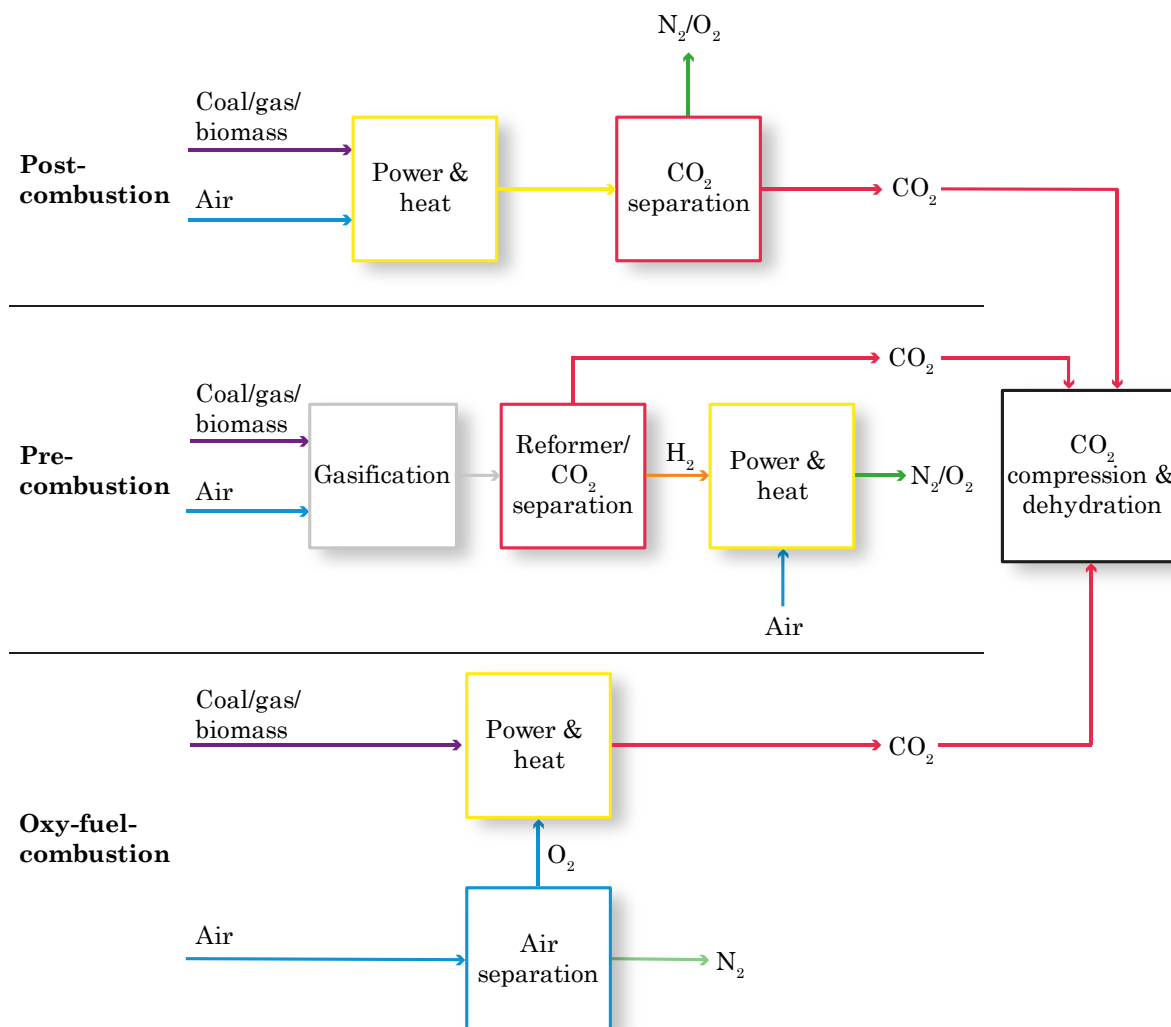 N₂/O₂
Coal/gas/
biomass
Post-
combustion
Air
Power &
heat
CO₂
separation
CO₂
Coal/gas/
biomass
Pre-
combustion
Air
Gasification
Reformer/
CO₂
separation
CO₂
H₂
Power &
heat
N₂/O₂
Air
CO₂
compression &
dehydration
Coal/gas/
biomass
Power &
heat
CO₂
Oxy-fuel-
combustion
O₂
Air
Air
separation
N₂